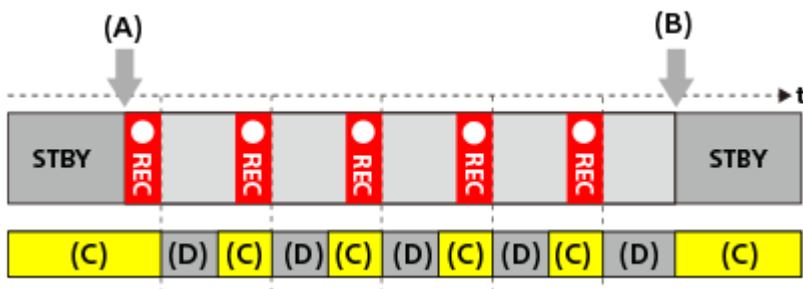 (A) (B)
t
STBY REC REC REC REC REC STBY
(C) (D) (C) (D) (C) (D) (C) (D) (C) (D) (C)